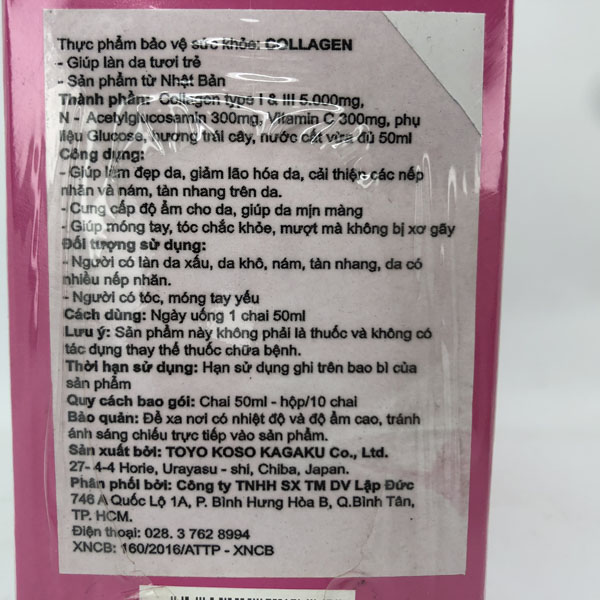 Thực phẩm bảo vệ sức khỏe: COLLAGEN
- Giúp làn da tươi trẻ
- Sản phẩm từ Nhật Bản
Thành phần: Collagen type I & III 5.000mg,
N - Acetylglucosamin 300mg, Vitamin C 300mg, phụ
liệu Glucose, hương trái cây, nước cất vừa đủ 50ml
Công dụng:
- Giúp làm đẹp da, giảm lão hóa da, cải thiện các nếp
nhăn và nám, tàn nhang trên da.
- Cung cấp độ ẩm cho da, giúp da mịn màng
- Giúp móng tay, tóc chắc khỏe, mượt mà không bị xơ gãy
Đối tượng sử dụng:
- Người có làn da xấu, da khô, nám, tàn nhang, da có
nhiều nếp nhăn.
- Người có tóc, móng tay yếu
Cách dùng: Ngày uống 1 chai 50ml
Lưu ý: Sản phẩm này không phải là thuốc và không có
tác dụng thay thế thuốc chữa bệnh.
Thời hạn sử dụng: Hạn sử dụng ghi trên bao bì của
sản phẩm
Quy cách bao gói: Chai 50ml - hộp/10 chai
Bảo quản: Để xa nơi có nhiệt độ và độ ẩm cao, tránh
ánh sáng chiếu trực tiếp vào sản phẩm.
Sản xuất bởi: TOYO KOSO KAGAKU Co., Ltd.
27- 4-4 Horie, Urayasu - shi, Chiba, Japan.
Phân phối bởi: Công ty TNHH SX TM DV Lập Đức
746 A Quốc Lộ 1A, P. Bình Hưng Hòa B, Q.Bình Tân,
TP. HCM.
Điện thoại: 028. 3 762 8994
XNCB: 160/2016/ATTP - XNCB